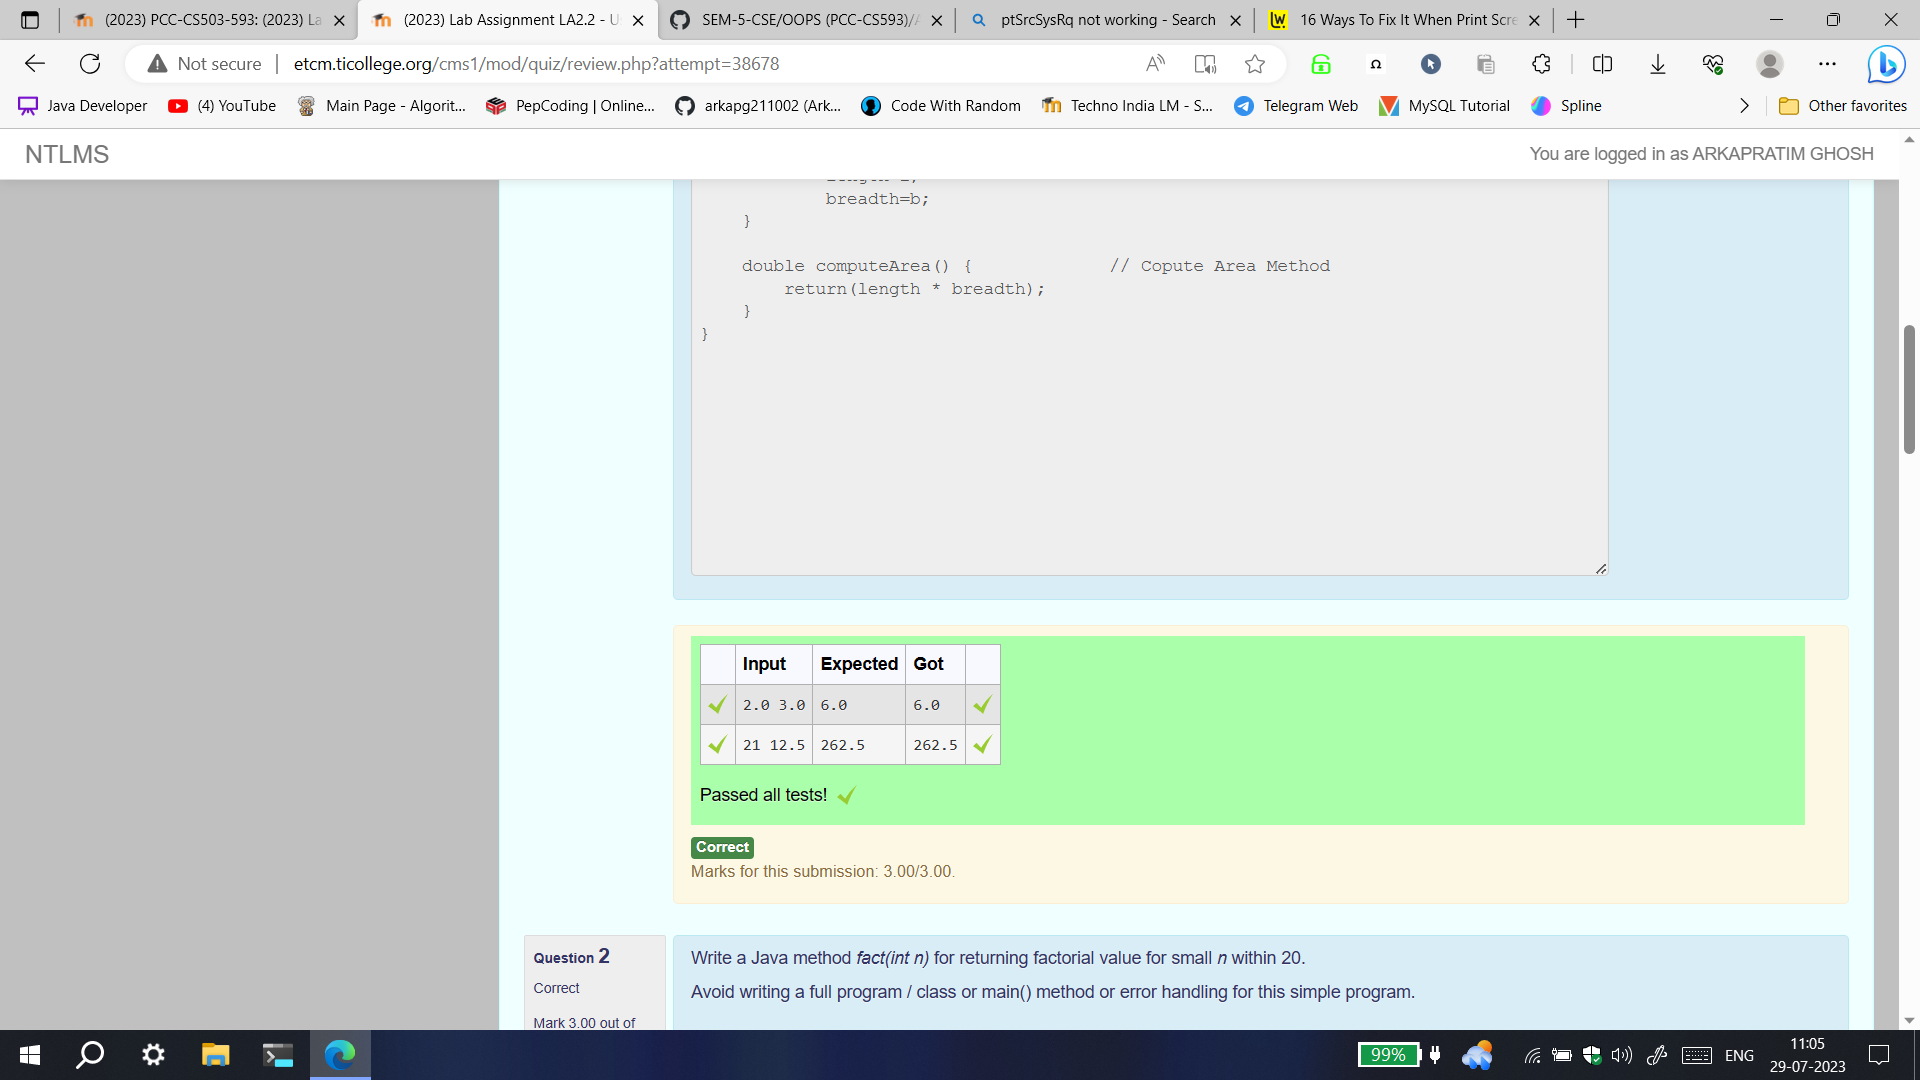 (2023) PCC-CS503-593: (2023) La
(2023) Lab Assignment LA2.2 - U
SEM-5-CSE/OOPS (PCC-CS593)/
ptSrcSysRq not working - Search
16 Ways To Fix It When Print Scre
Not secure
etcm.ticollege.org/cms1/mod/quiz/review.php?attempt=38678
Java Developer
(4) YouTube
Main Page - Algorit...
PepCoding | Online...
arkapg211002 (Ark...
Code With Random
Techno India LM - S...
Telegram Web
MySQL Tutorial
Spline
Other favorites
NTLMS
You are logged in as ARKAPRATIM GHOSH
breadth=b;
}
double computeArea() { // Copute Area Method
return(length * breadth);
}
}
Input Expected Got
2.0 3.0 6.0 6.0
21 12.5 262.5 262.5
Passed all tests!
Correct
Marks for this submission: 3.00/3.00.
Question 2
Correct
Mark 3.00 out of
Write a Java method fact(int n) for returning factorial value for small n within 20.
Avoid writing a full program / class or main() method or error handling for this simple program.
99%
ENG
11:05
29-07-2023